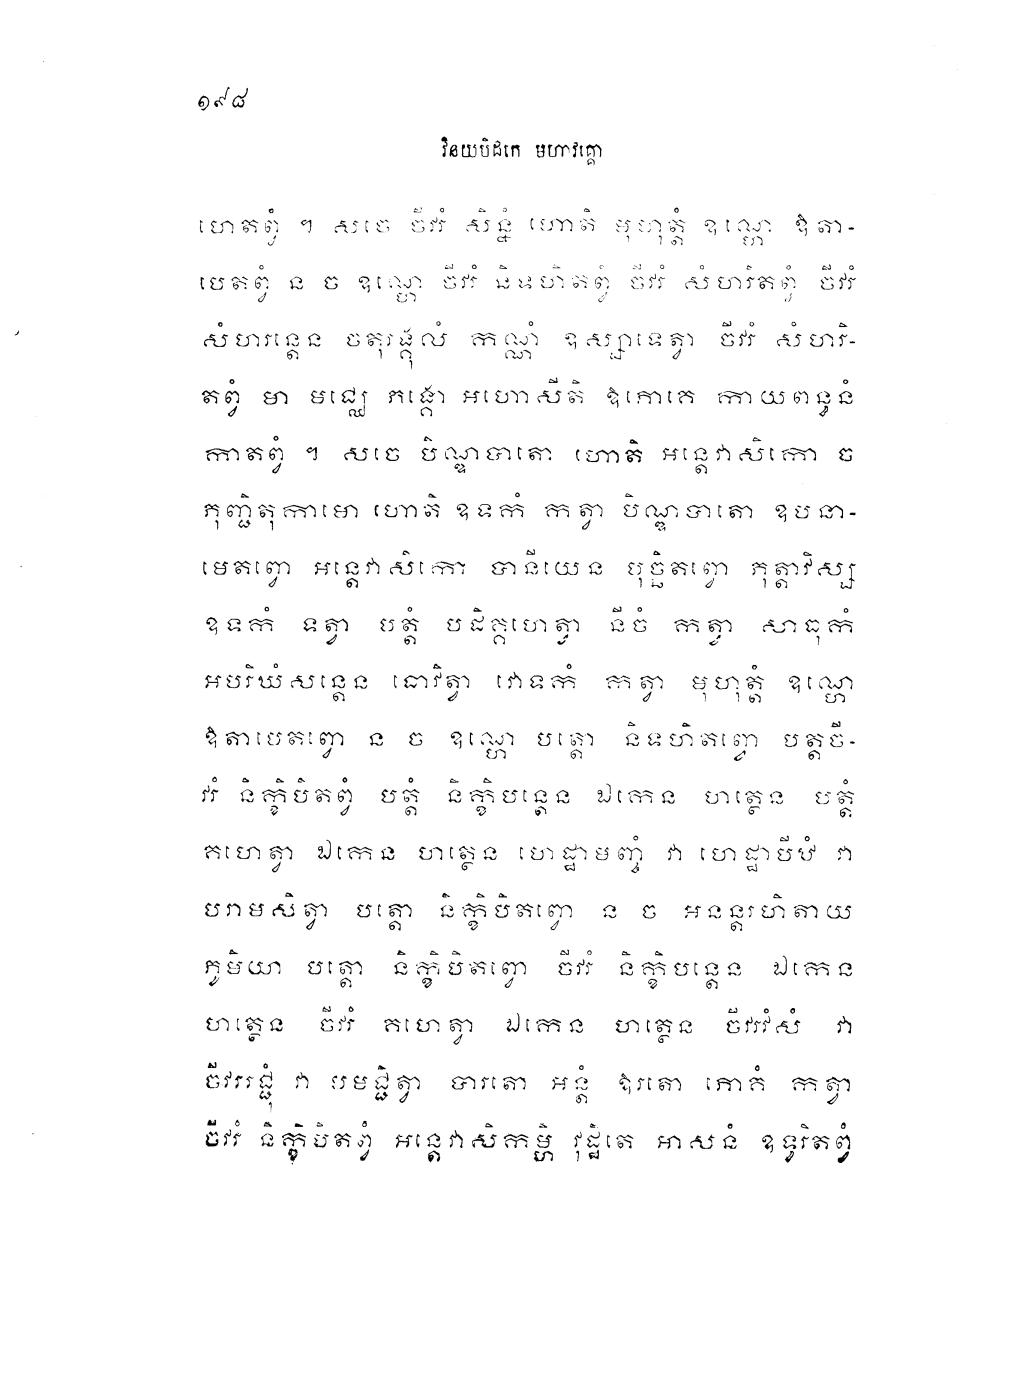 ១៩៨
វិនយបិដកេ មហាវគ្គោ
ហេតព្វំ ។ សចេ ចីវរំ សិន្នំ ហោតិ មុហុត្តំ ឧណ្ហេ ឱតា-
បេតព្វំ ន ច ឧណ្ហេ ចីវរំ និទហិតព្វំ ចីវរំ សំហរិតព្វំ ចីវរំ
សំហរន្តេន ចតុរង្គុលំ កណ្ណំ ឧស្សាទេត្វា ចីវរំ សំហរិ-
តព្វំ មា មជ្ឈេ ភង្គោ អហោសីតិ ឱភោគេ កាយពន្ធនំ
កាតព្វំ ។ សចេ បិណ្ឌបាតោ ហោតិ អន្តេវាសិកោ ច
ភុញ្ជិតុកាមោ ហោតិ ឧទកំ កត្វា បិណ្ឌបាតោ ឧបនា-
មេតព្វោ អន្តេវាសិកោ បានីយេន បុច្ឆិតព្វោ ភុត្តាវិស្ស
ឧទកំ ទត្វា បត្តំ បដិគ្គហេត្វា នីចំ កត្វា សាធុកំ
អបរិឃំសន្តេន ធោវិត្វា វោទកំ កត្វា មុហុត្តំ ឧណ្ហេ
ឱតាបេតព្វោ ន ច ឧណ្ហេ បត្តោ និទហិតព្វោ បត្តចី-
វរំ និក្ខិបិតព្វំ បត្តំ និក្ខិបន្តេន ឯកេន ហត្ថេន បត្តំ
គហេត្វា ឯកេន ហត្ថេន ហេដ្ឋាមញ្ចំ វា ហេដ្ឋាបីឋំ វា
បរាមសិត្វា បត្តោ និក្ខិបិតព្វោ ន ច អនន្តរហិតាយ
ភូមិយា បត្តោ និក្ខិបិតព្វោ ចីវរំ និក្ខិបន្តេន ឯកេន
ហត្ថេន ចីវរំ គហេត្វា ឯកេន ហត្ថេន ចីវរវំសំ វា
ចីវររជ្ជុំ វា បមជ្ជិត្វា បារតោ អន្តំ ឱរតោ ភោគំ កត្វា
ចីវរំ និក្ខិបិតព្វំ អន្តេវាសិកម្ហិ វុដ្ឋិតេ អាសនំ ឧទ្ធរិតព្វំ